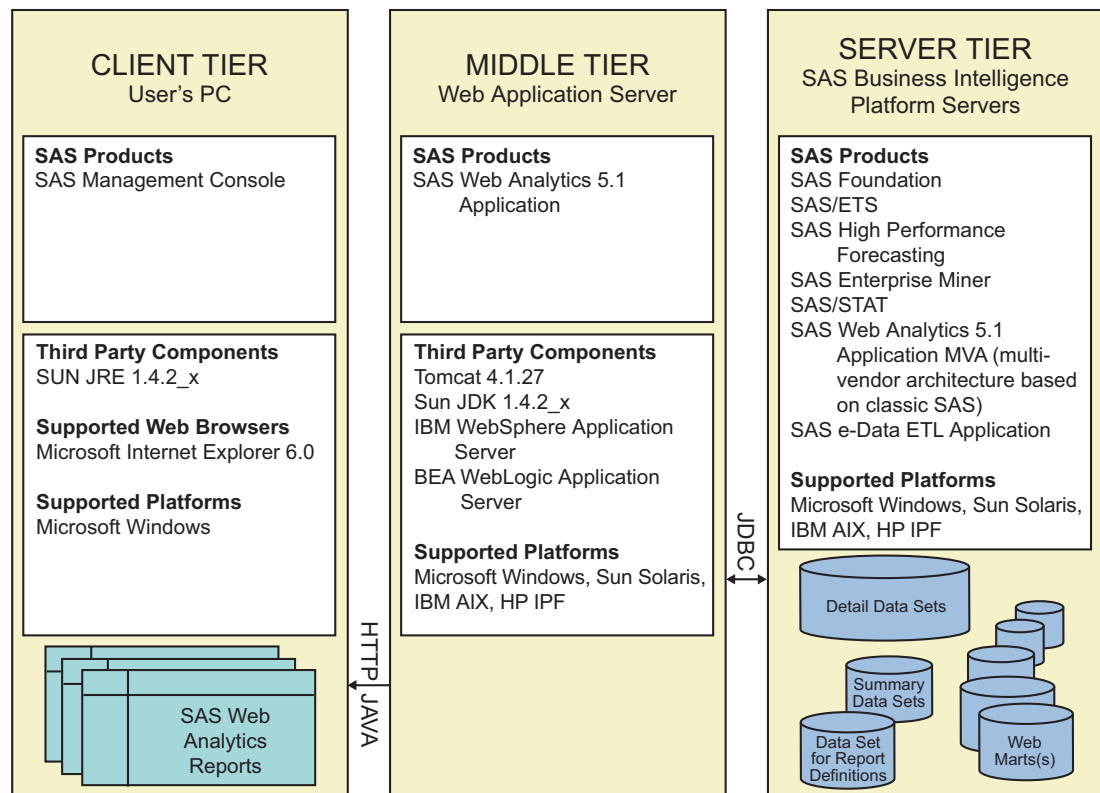 CLIENT TIER
User's PC
SAS Products
SAS Management Console
Third Party Components
SUN JRE 1.4.2_x
Supported Web Browsers
Microsoft Internet Explorer 6.0
Supported Platforms
Microsoft Windows
SAS Web
Analytics
Reports
HTTP
JAVA
MIDDLE TIER
Web Application Server
SAS Products
SAS Web Analytics 5.1
Application
Third Party Components
Tomcat 4.1.27
Sun JDK 1.4.2_x
IBM WebSphere Application
Server
BEA WebLogic Application
Server
Supported Platforms
Microsoft Windows, Sun Solaris,
IBM AIX, HP IPF
JDBC
SERVER TIER
SAS Business Intelligence
Platform Servers
SAS Products
SAS Foundation
SAS/ETS
SAS High Performance
Forecasting
SAS Enterprise Miner
SAS/STAT
SAS Web Analytics 5.1
Application MVA (multi-
vendor architecture based
on classic SAS)
SAS e-Data ETL Application
Supported Platforms
Microsoft Windows, Sun Solaris,
IBM AIX, HP IPF
Detail Data Sets
Summary
Data Sets
Data Set
for Report
Definitions
Web
Marts(s)